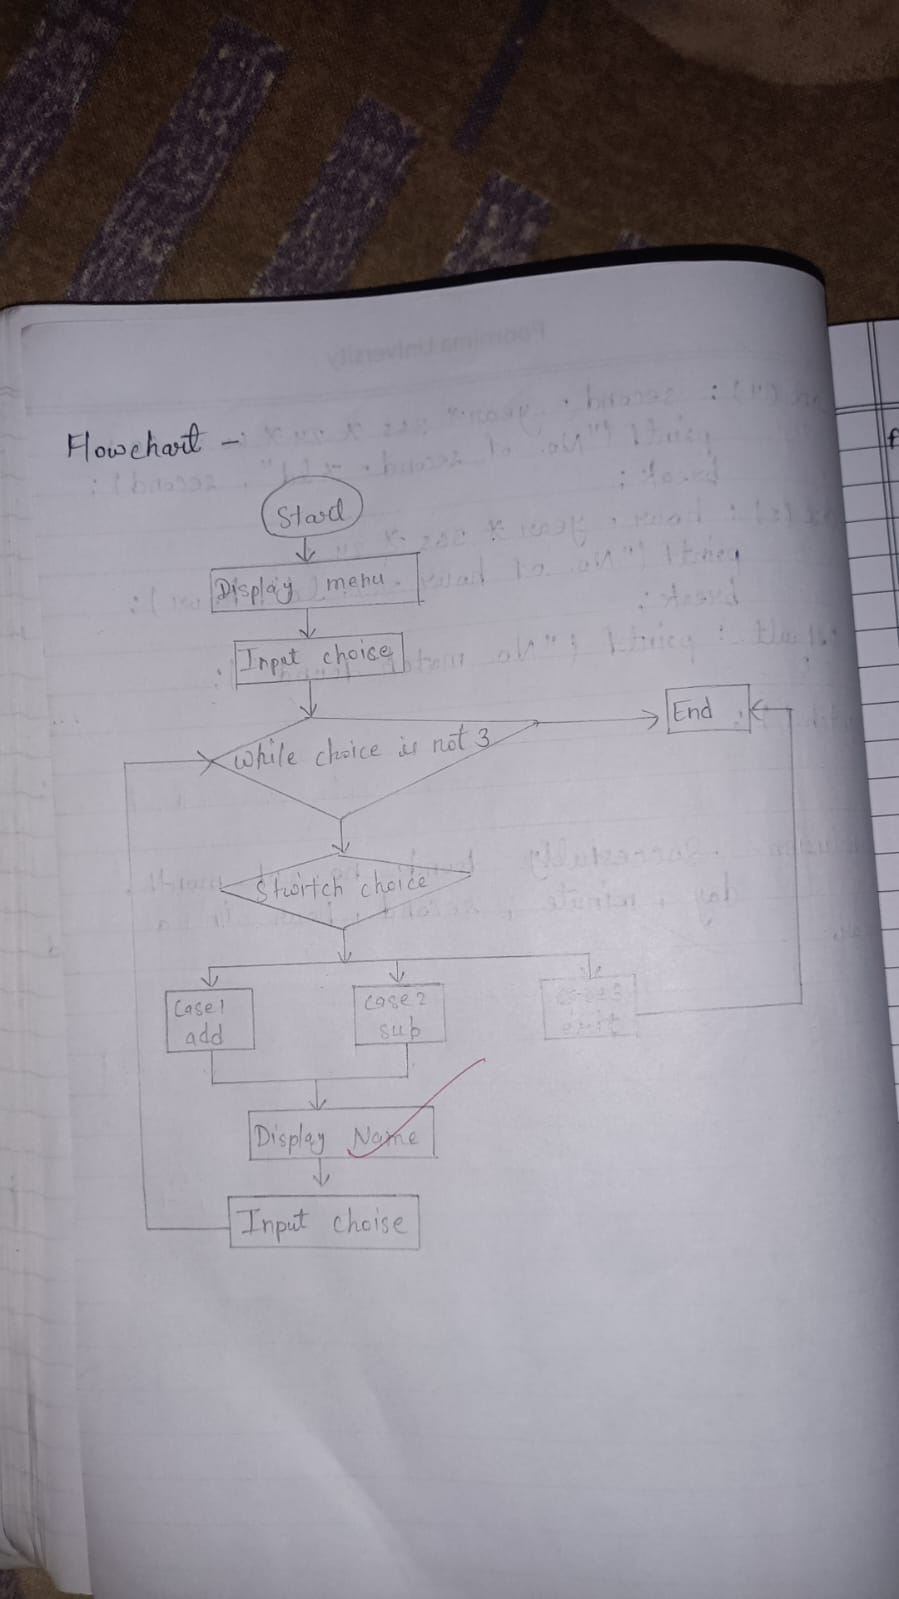 Flowchart -
Start
Display menu
Input choise
While choice is not 3
End
Switch choice
Case 1
add
Case 2
sub
case 3
exit
Display Name
Input choise